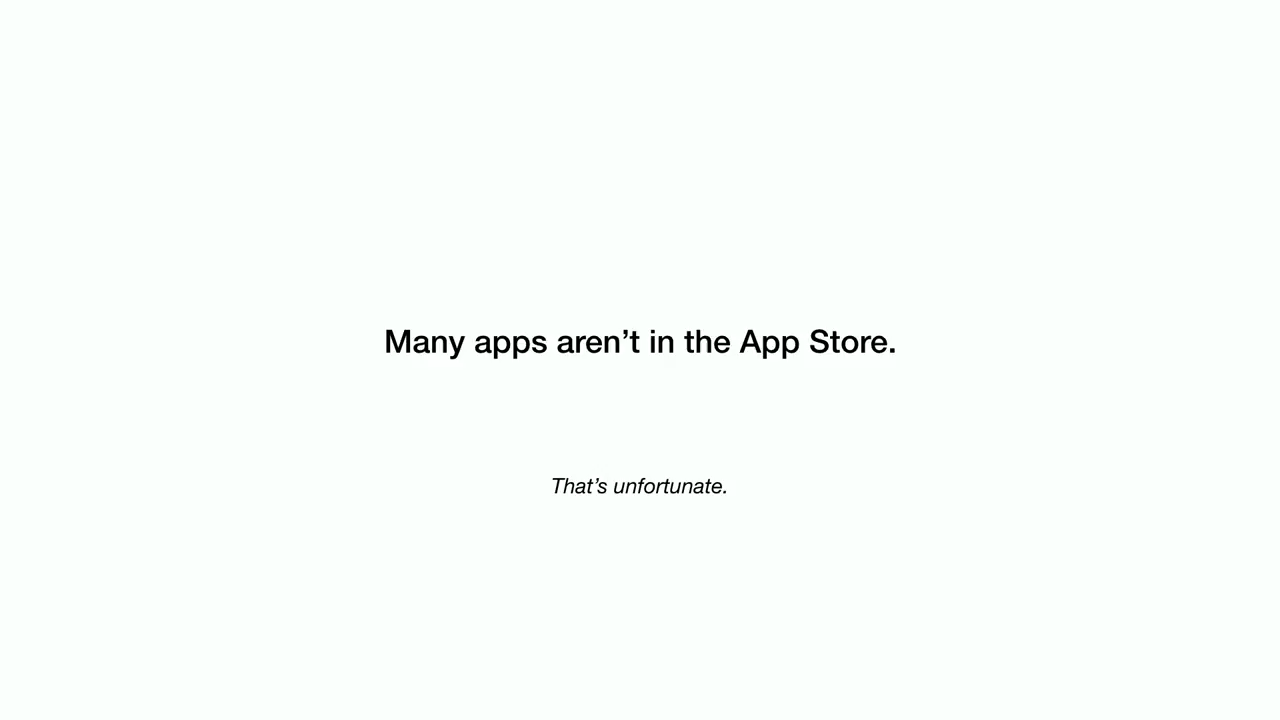 Many apps aren’t in the App Store.
That’s unfortunate.